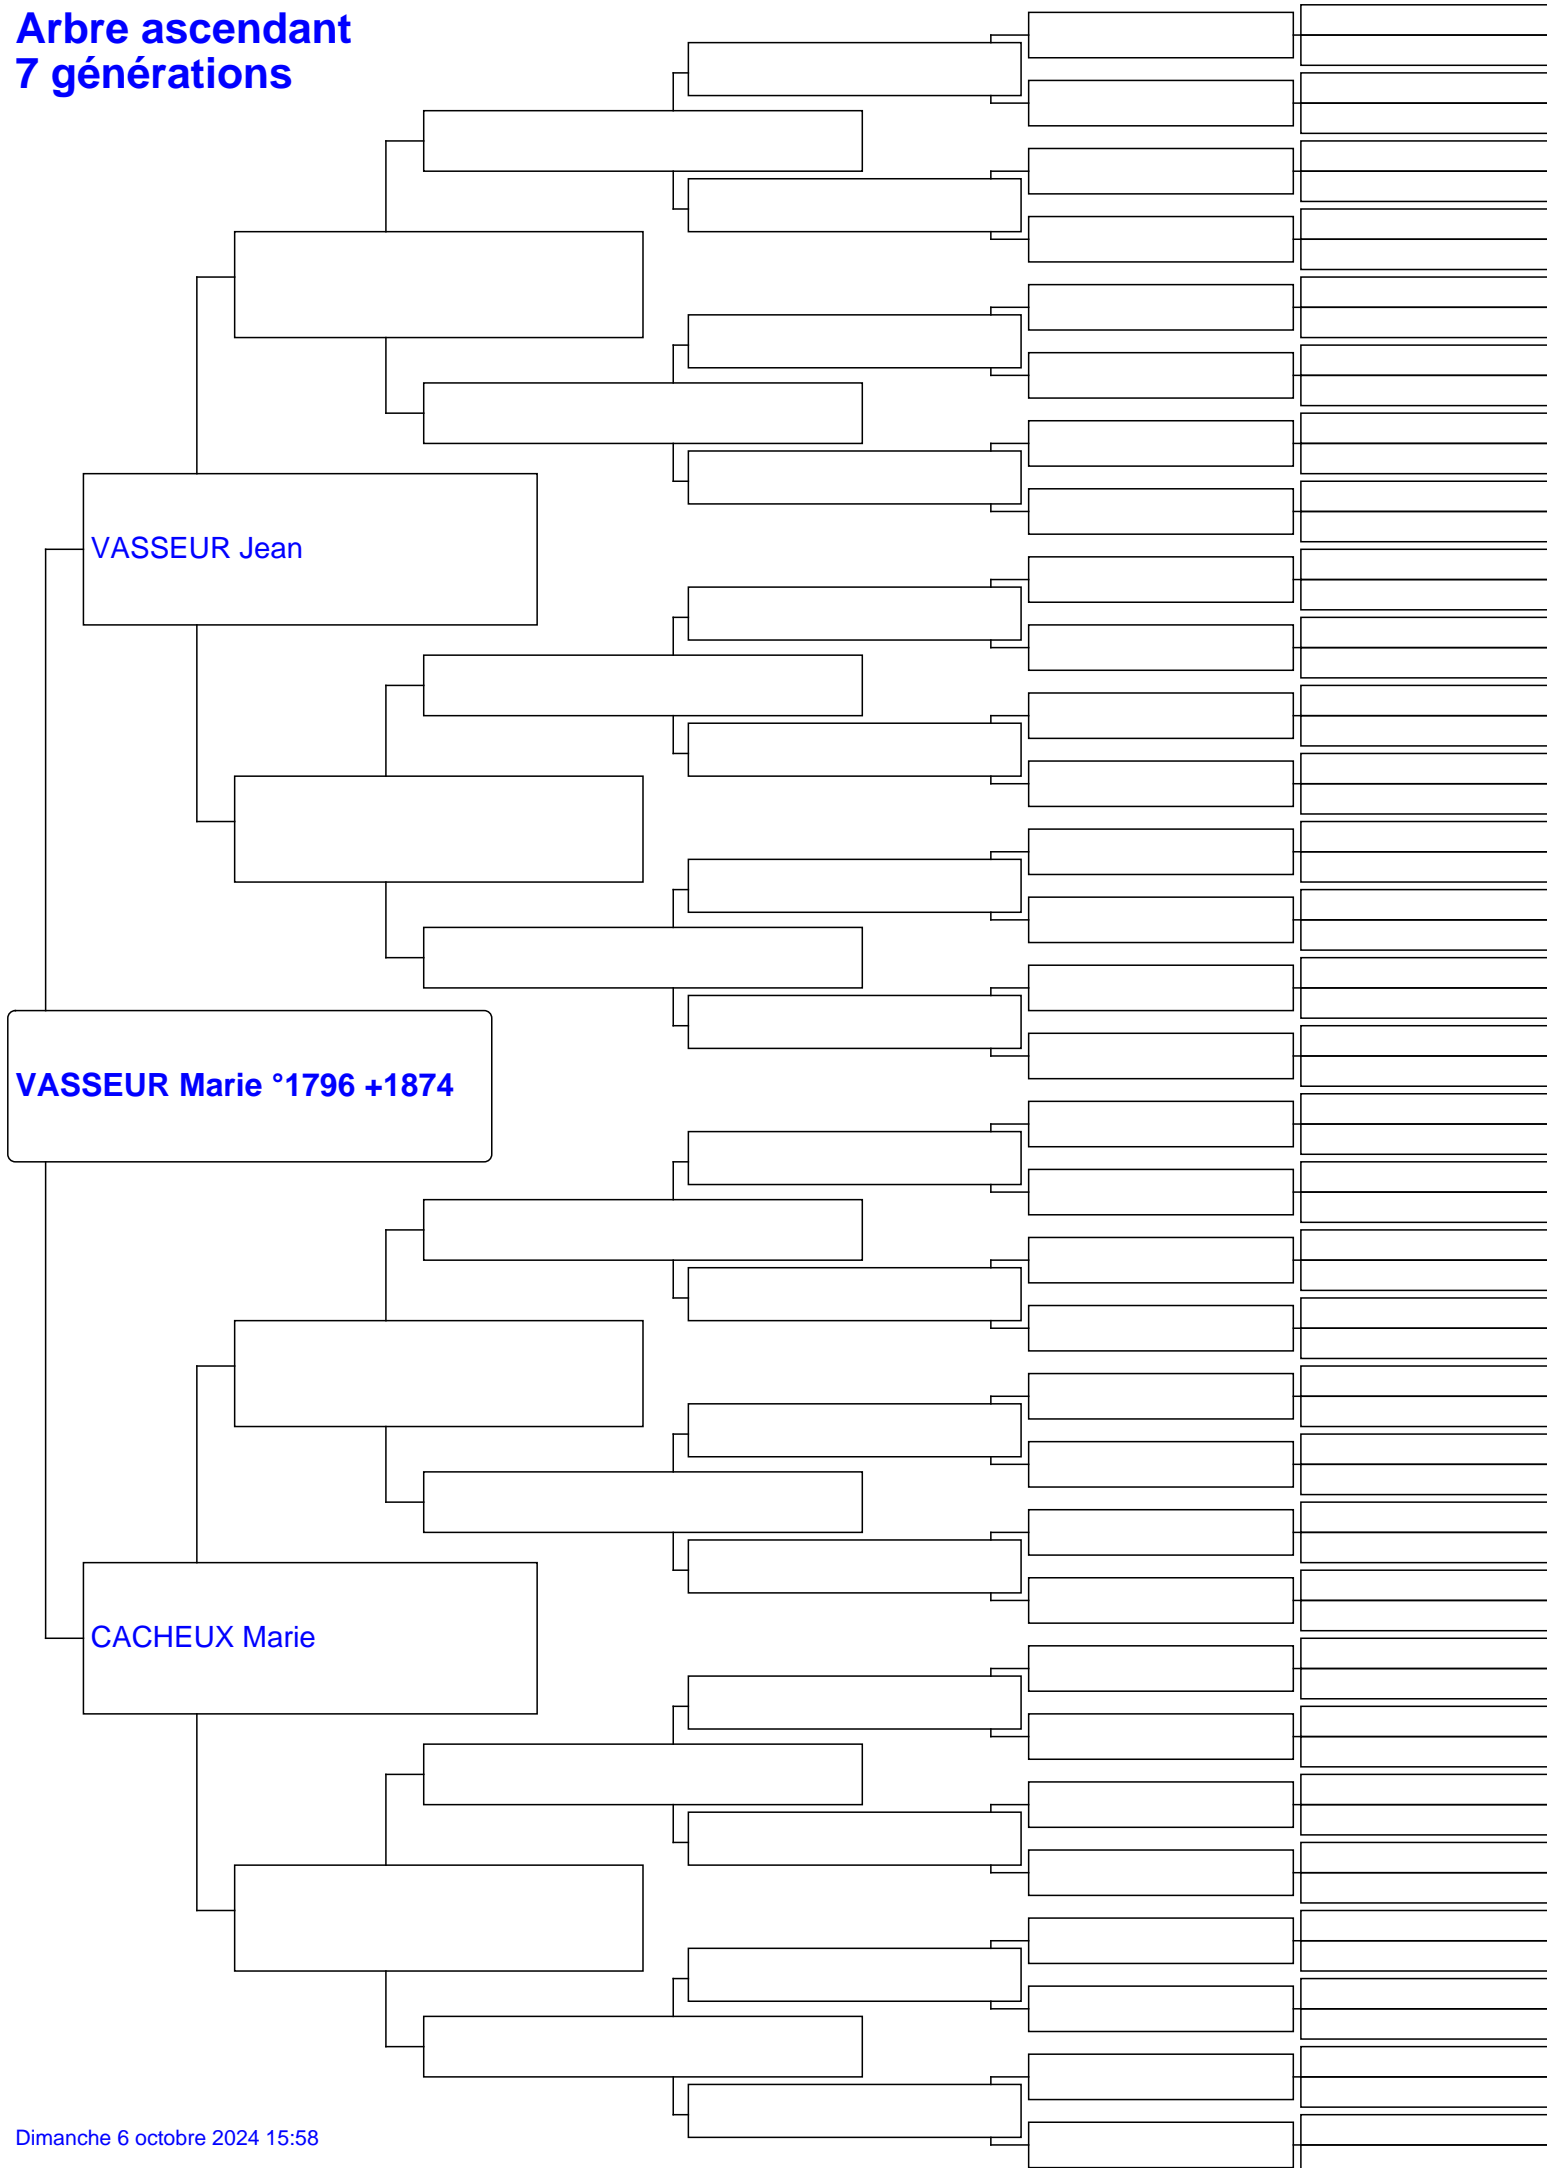 Arbre ascendant
7 générations
VASSEUR Jean
VASSEUR Marie °1796 +1874
CACHEUX Marie
Dimanche 6 octobre 2024 15:58